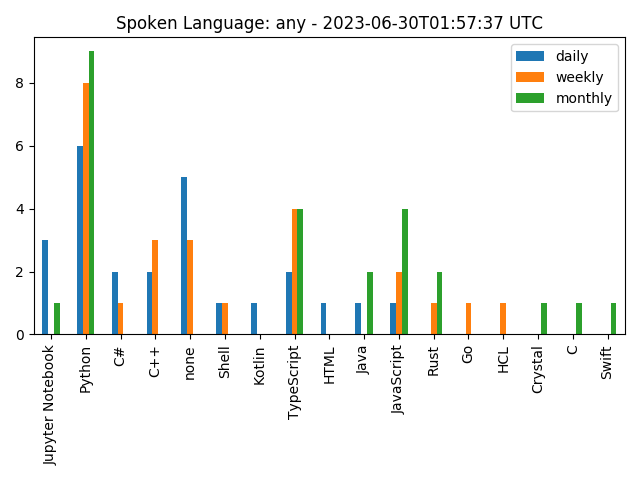 Spoken Language: any - 2023-06-30T01:57:37 UTC
daily
weekly
monthly
8
6
4
2
0
Jupyter Notebook
Python
C#
C++
none
Shell
Kotlin
TypeScript
HTML
Java
JavaScript
Rust
Go
HCL
Crystal
C
Swift